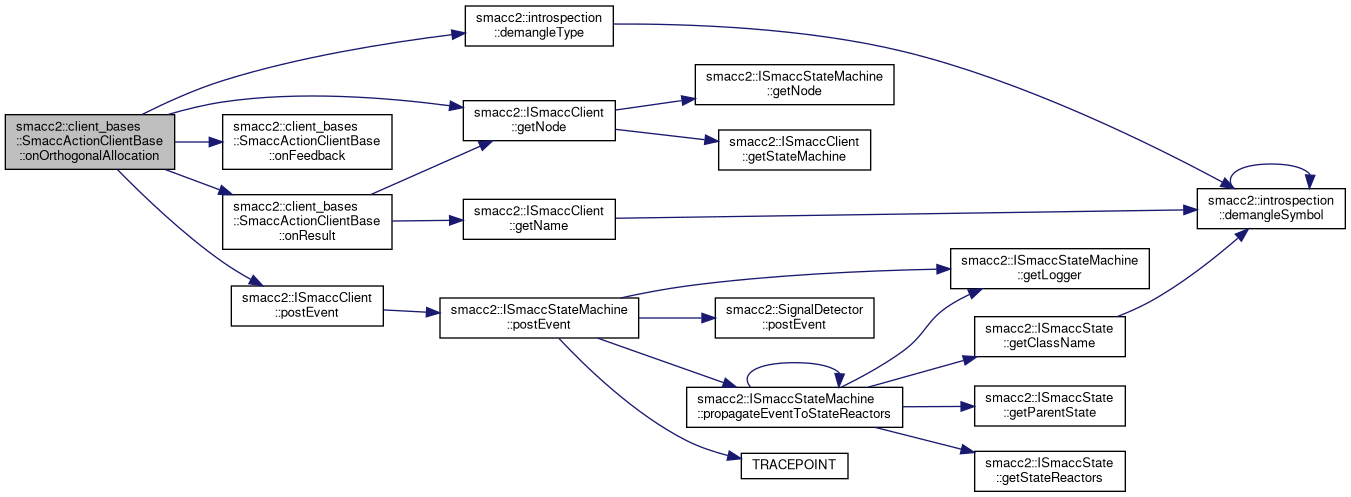 smacc2::client_bases
::SmaccActionClientBase
::onOrthogonalAllocation
smacc2::introspection
::demangleType
smacc2::client_bases
::SmaccActionClientBase
::onFeedback
smacc2::client_bases
::SmaccActionClientBase
::onResult
smacc2::ISmaccClient
::postEvent
smacc2::ISmaccClient
::getNode
smacc2::ISmaccClient
::getName
smacc2::ISmaccStateMachine
::postEvent
smacc2::ISmaccStateMachine
::getNode
smacc2::ISmaccClient
::getStateMachine
smacc2::SignalDetector
::postEvent
smacc2::ISmaccStateMachine
::propagateEventToStateReactors
TRACEPOINT
smacc2::ISmaccStateMachine
::getLogger
smacc2::ISmaccState
::getClassName
smacc2::ISmaccState
::getParentState
smacc2::ISmaccState
::getStateReactors
smacc2::introspection
::demangleSymbol